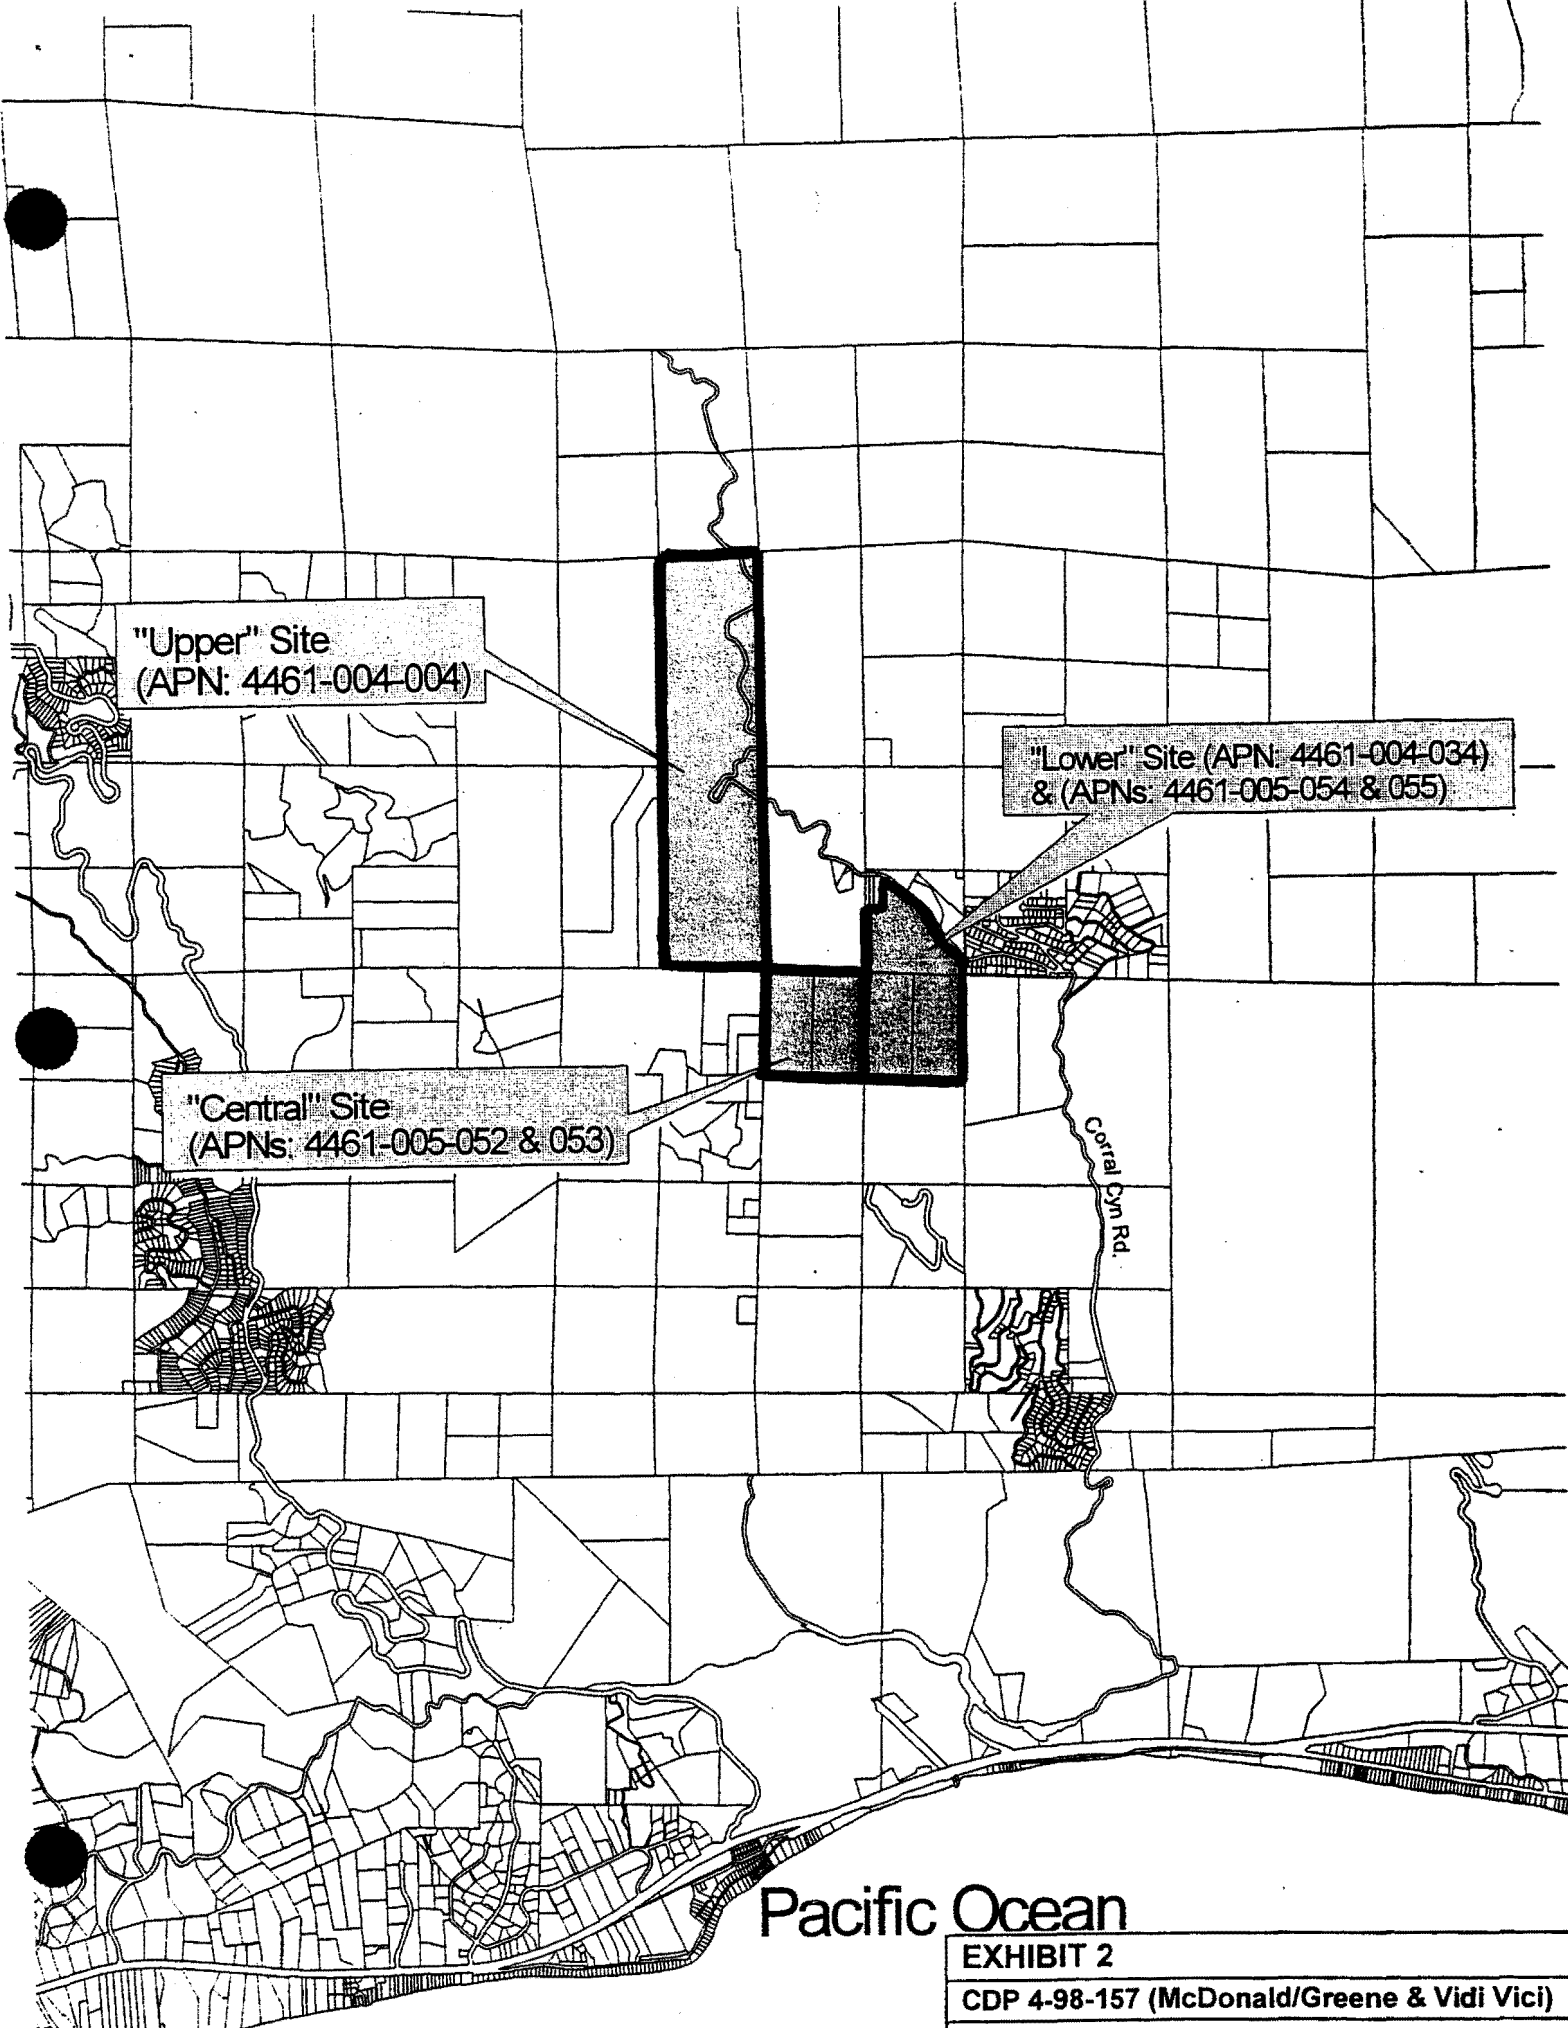 "Upper" Site
(APN: 4461-004-004)
"Lower" Site (APN: 4461-004-034)
& (APNs: 4461-005-054 & 055)
"Central" Site
(APNs: 4461-005-052 & 053)
Corral Cyn Rd.
Pacific Ocean
EXHIBIT 2
CDP 4-98-157 (McDonald/Greene & Vidi Vici)